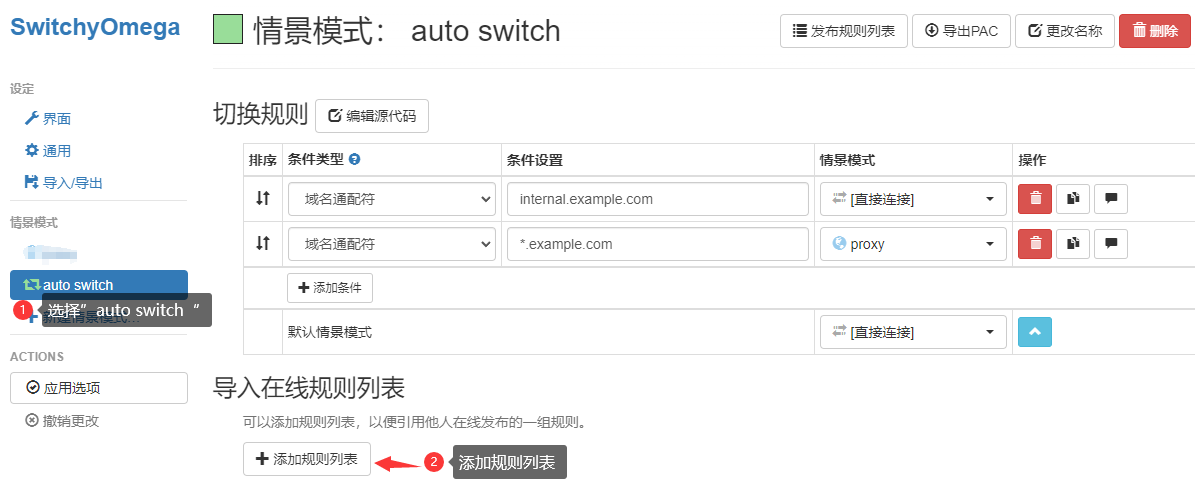 SwitchyOmega
设定
界面
通用
导入/导出
情景模式
auto switch
1 选择” auto switch “
新建情景模式...
ACTIONS
应用选项
撤销更改
情景模式： auto switch
发布规则列表 导出PAC 更改名称 删除
切换规则 编辑源代码
排序 条件类型 条件设置 情景模式 操作
域名通配符 internal.example.com [直接连接]
域名通配符 *.example.com proxy
添加条件
默认情景模式 [直接连接]
导入在线规则列表
可以添加规则列表，以便引用他人在线发布的一组规则。
添加规则列表 2 添加规则列表